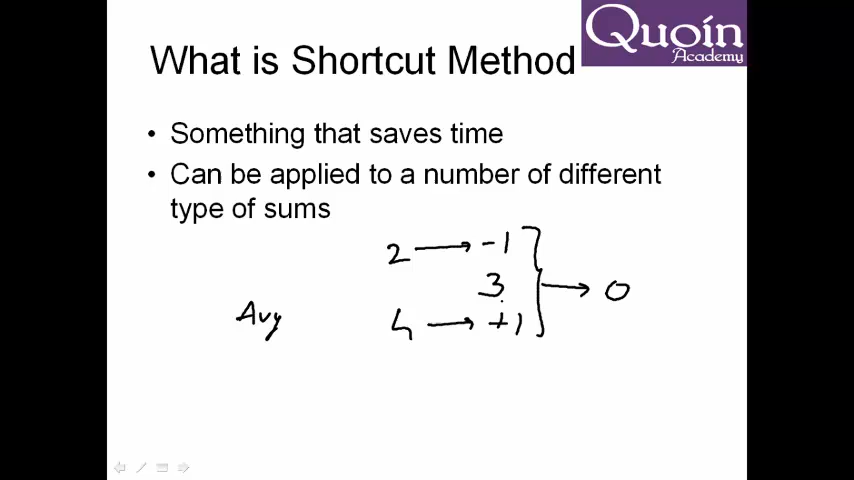 Quoín
Academy
What is Shortcut Method
• Something that saves time
• Can be applied to a number of different
type of sums
2 → -1
3
Avg
4 → +1
→ 0